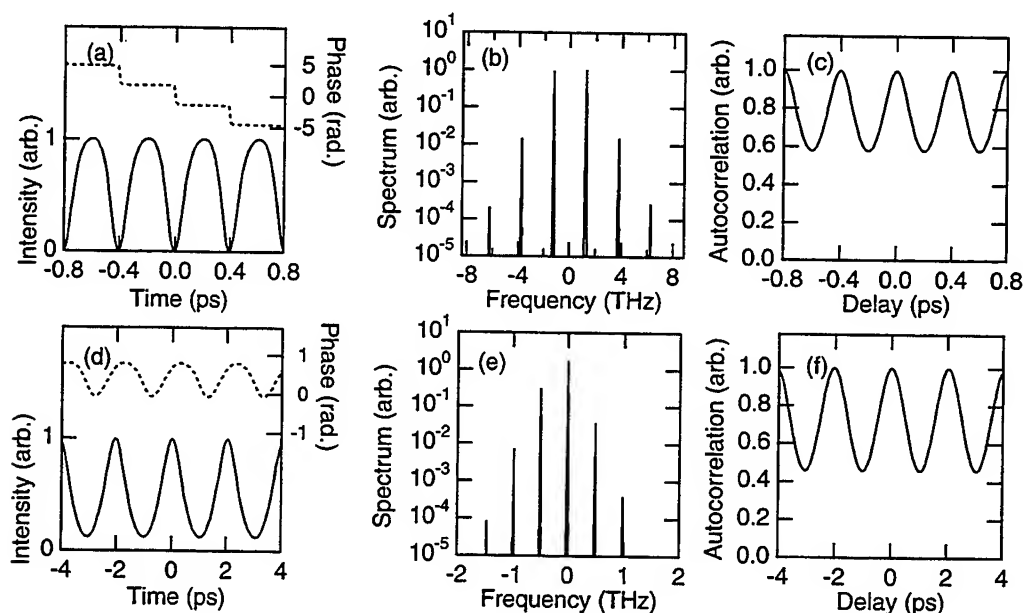 (a)
Intensity (arb.)
1
0
Phase (rad.)
5
0
-5
-0.8 -0.4 0.0 0.4 0.8
Time (ps)
(b)
Spectrum (arb.)
10^1
10^0
10^-1
10^-2
10^-3
10^-4
10^-5
-8 -4 0 4 8
Frequency (THz)
(c)
Autocorrelation (arb.)
1.0
0.8
0.6
0.4
0.2
0.0
-0.8 -0.4 0.0 0.4 0.8
Delay (ps)
(d)
Intensity (arb.)
1
0
Phase (rad.)
1
0
-1
-4 -2 0 2 4
Time (ps)
(e)
Spectrum (arb.)
10^1
10^0
10^-1
10^-2
10^-3
10^-4
10^-5
-2 -1 0 1 2
Frequency (THz)
(f)
Autocorrelation (arb.)
1.0
0.8
0.6
0.4
0.2
0.0
-4 -2 0 2 4
Delay (ps)